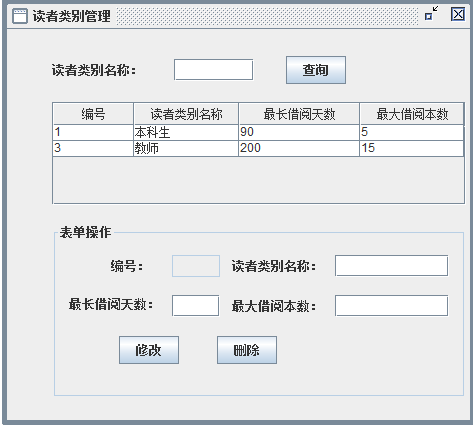 读者类别管理
读者类别名称： 查询
编号 读者类别名称 最长借阅天数 最大借阅本数
1 本科生 90 5
3 教师 200 15
表单操作
编号： 读者类别名称：
最长借阅天数： 最大借阅本数：
修改 删除